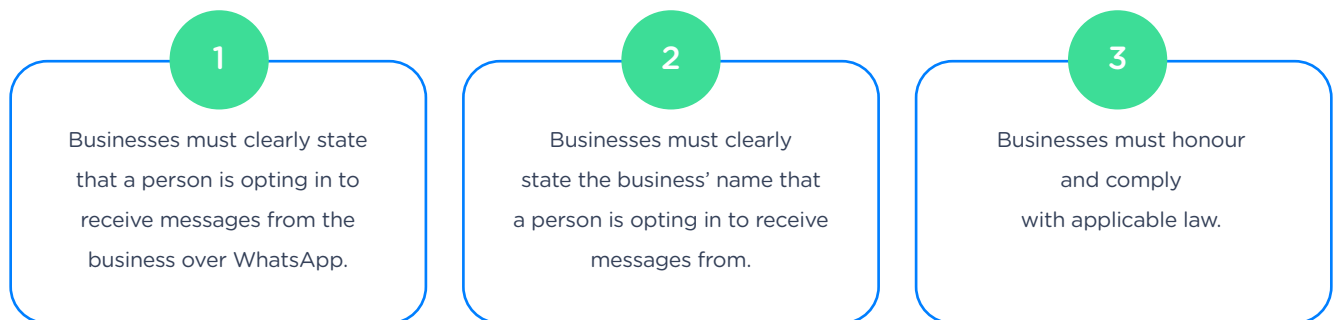 1
Businesses must clearly state
that a person is opting in to
receive messages from the
business over WhatsApp.
2
Businesses must clearly
state the business’ name that
a person is opting in to receive
messages from.
3
Businesses must honour
and comply
with applicable law.